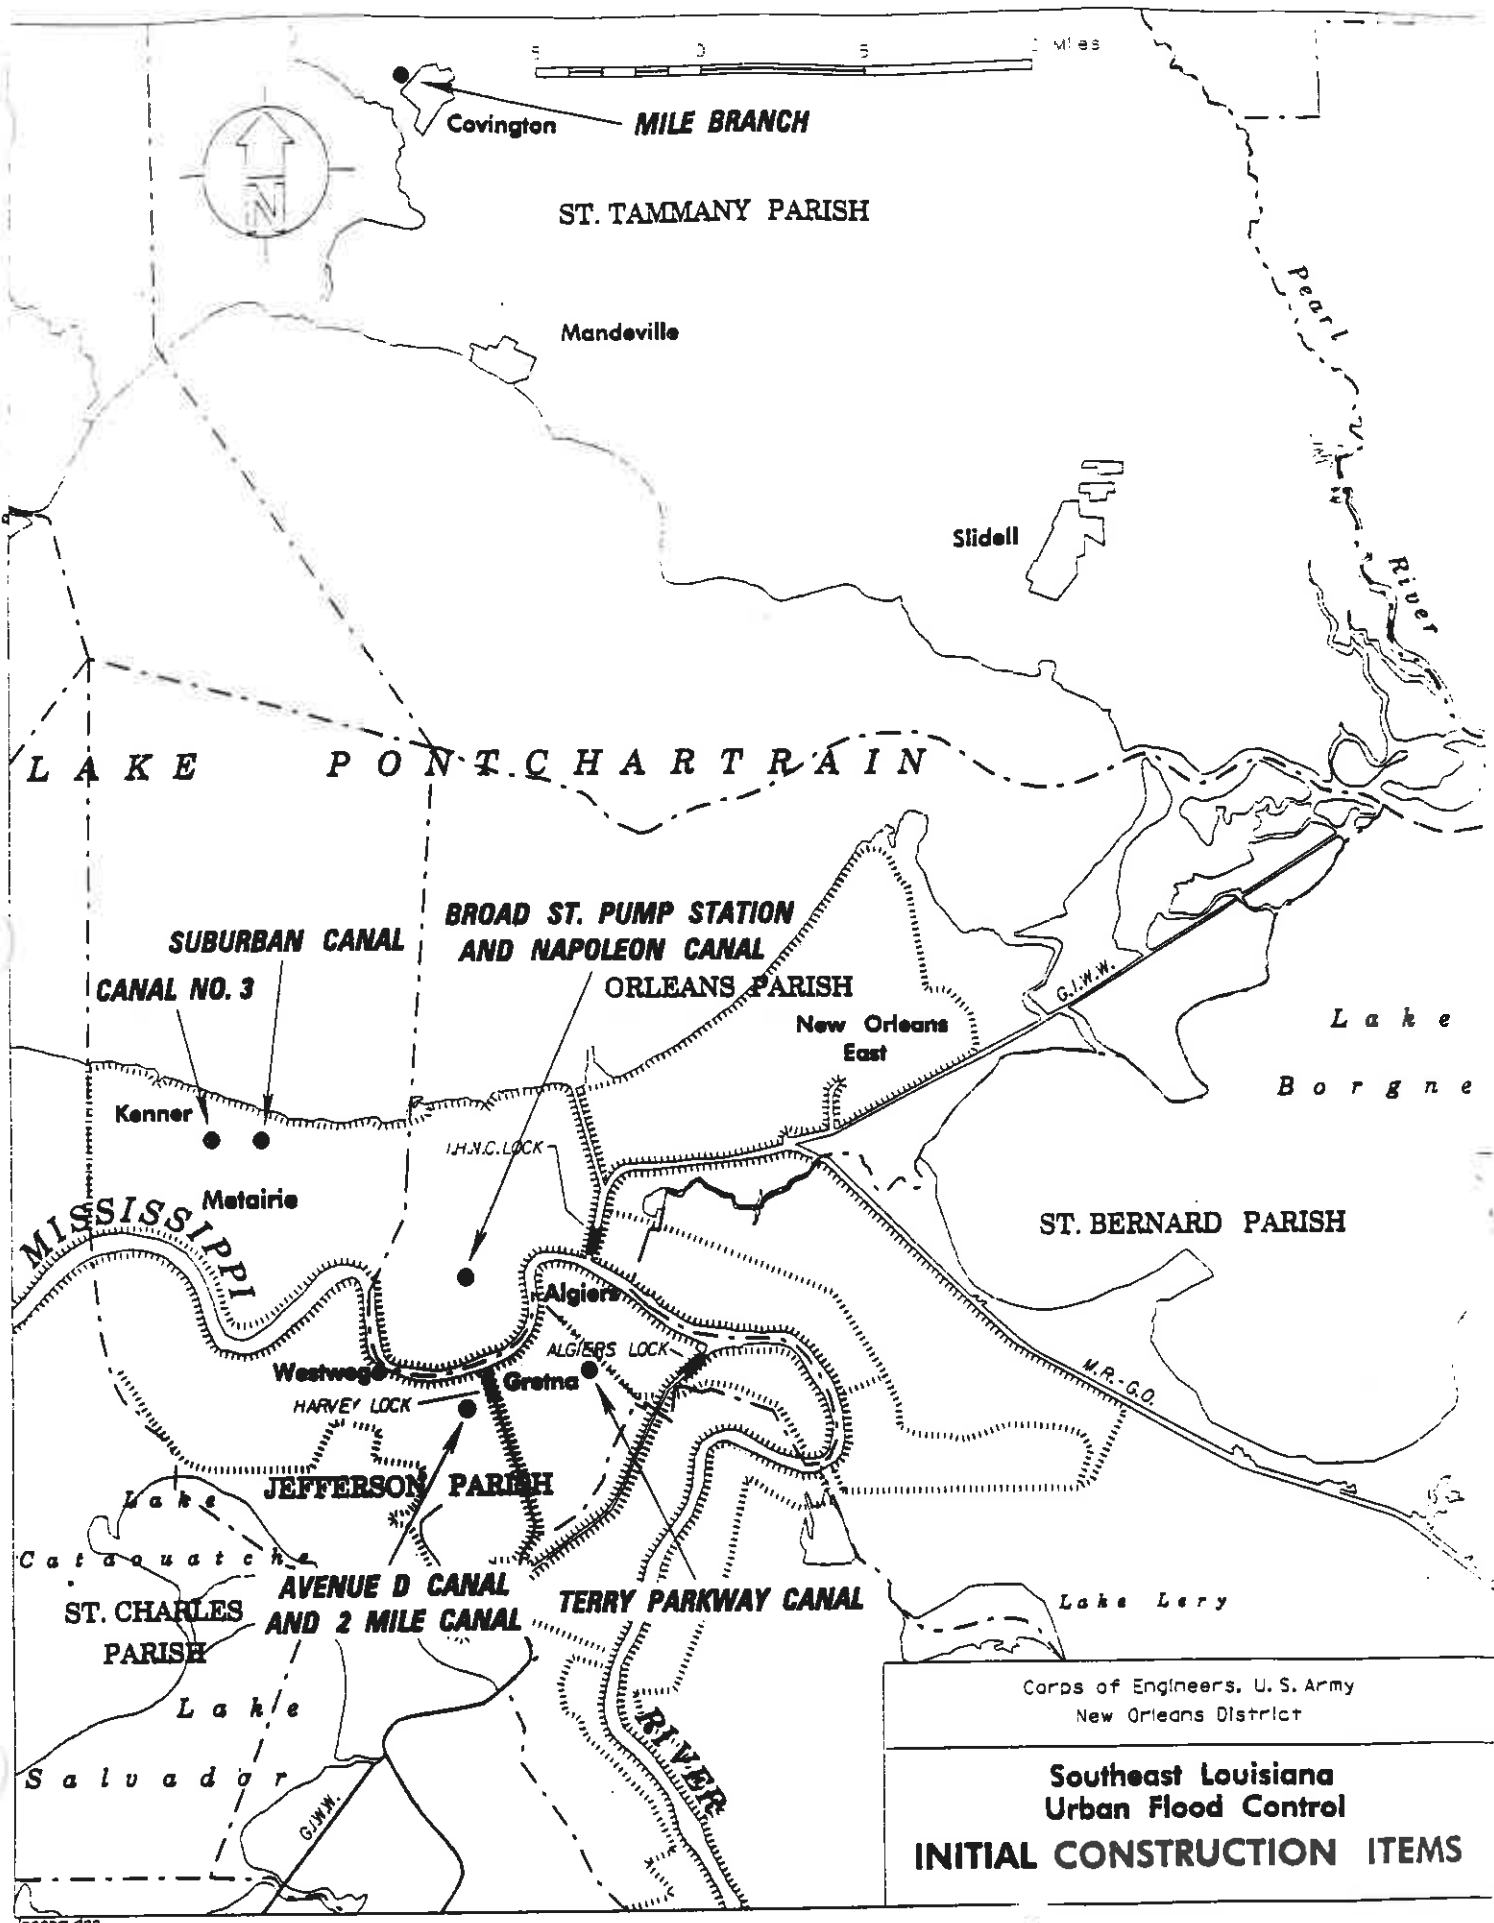 5 0 5 Miles
Covington
MILE BRANCH
N
ST. TAMMANY PARISH
Pearl
Mandeville
Slidell
River
LAKE PONTCHARTRAIN
BROAD ST. PUMP STATION
AND NAPOLEON CANAL
SUBURBAN CANAL
CANAL NO. 3
ORLEANS PARISH
G.I.W.W.
New Orleans
East
Lake
Borgne
Kenner
I.H.N.C. LOCK
Metairie
MISSISSIPPI
ST. BERNARD PARISH
Algiers
ALGIERS LOCK
Westwego
Gretna
HARVEY LOCK
M.R.-G.O.
JEFFERSON PARISH
Lake
Cataouatche
AVENUE D CANAL
AND 2 MILE CANAL
TERRY PARKWAY CANAL
ST. CHARLES
PARISH
Lake Lery
Lake
Salvador
RIVER
G.I.W.W.
Corps of Engineers, U.S. Army
New Orleans District
Southeast Louisiana
Urban Flood Control
INITIAL CONSTRUCTION ITEMS